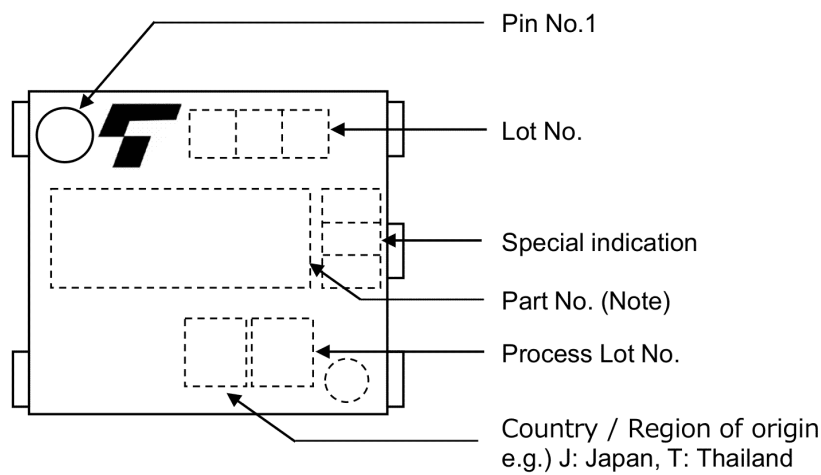 Pin No.1
Lot No.
Special indication
Part No. (Note)
Process Lot No.
Country / Region of origin
e.g.) J: Japan, T: Thailand